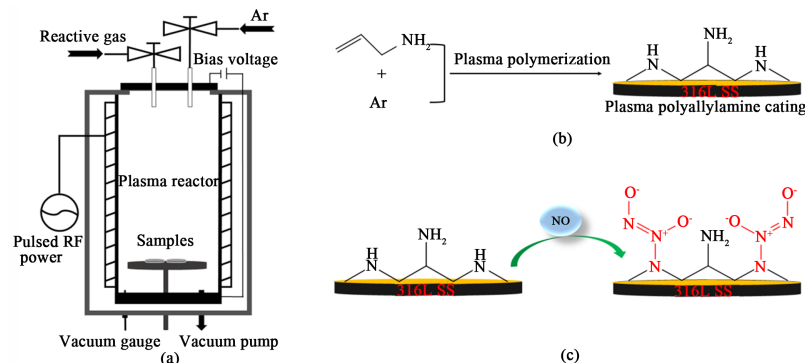 Ar
Reactive gas
Bias voltage
Plasma reactor
Samples
Pulsed RF
power
Vacuum gauge
Vacuum pump
(a)
NH2
+
Ar
Plasma polymerization
H
N
NH2
H
N
316L SS
Plasma polyallylamine cating
(b)
H
N
NH2
H
N
316L SS
NO
O-
N
O-
N+
N
NH2
-O
N+
N
O-
N
316L SS
(c)